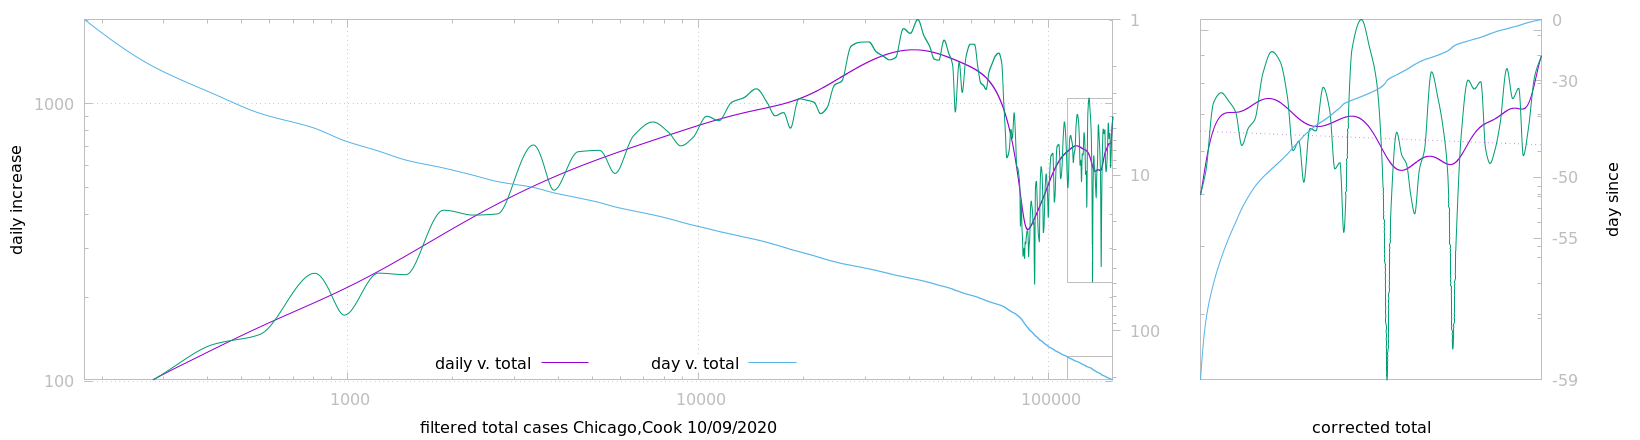 daily increase
1000
100
daily v. total
day v. total
1
10
100
1000
10000
100000
filtered total cases Chicago,Cook 10/09/2020
0
-30
-50
-55
-59
day since
corrected total